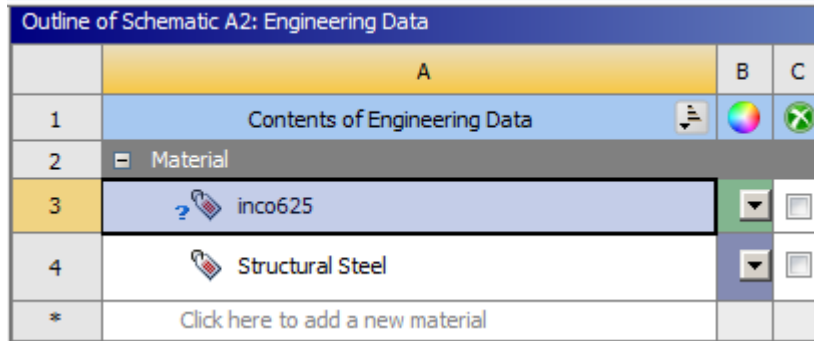 Outline of Schematic A2: Engineering Data
A B C
1 Contents of Engineering Data
2 Material
3 ? inco625
4 Structural Steel
* Click here to add a new material